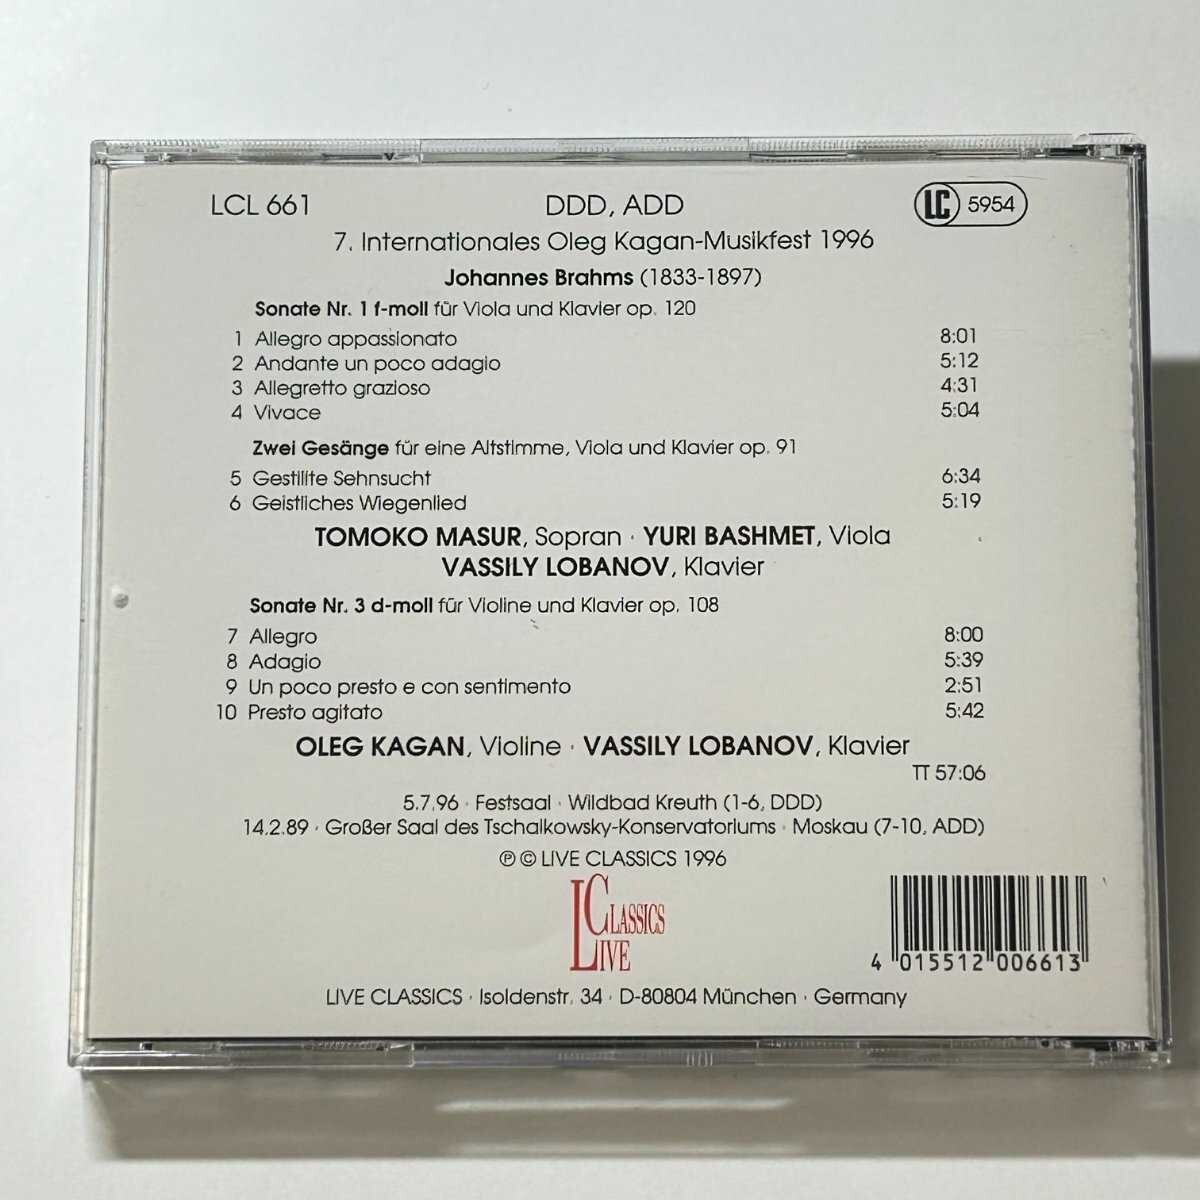 LCL 661 DDD, ADD LC 5954
7. Internationales Oleg Kagan-Musikfest 1996
Johannes Brahms (1833-1897)
Sonate Nr. 1 f-moll für Viola und Klavier op. 120
1 Allegro appassionato 8:01
2 Andante un poco adagio 5:12
3 Allegretto grazioso 4:31
4 Vivace 5:04
Zwei Gesänge für eine Altstimme, Viola und Klavier op. 91
5 Gestillte Sehnsucht 6:34
6 Geistliches Wiegenlied 5:19
TOMOKO MASUR, Sopran · YURI BASHMET, Viola
VASSILY LOBANOV, Klavier
Sonate Nr. 3 d-moll für Violine und Klavier op. 108
7 Allegro 8:00
8 Adagio 5:39
9 Un poco presto e con sentimento 2:51
10 Presto agitato 5:42
OLEG KAGAN, Violine · VASSILY LOBANOV, Klavier
TT 57:06
5.7.96 · Festsaal · Wildbad Kreuth (1-6, DDD)
14.2.89 · Großer Saal des Tschaikowsky-Konservatoriums · Moskau (7-10, ADD)
℗ © LIVE CLASSICS 1996
LIVE CLASSICS
4 015512 006613
LIVE CLASSICS · Isoldenstr. 34 · D-80804 München · Germany